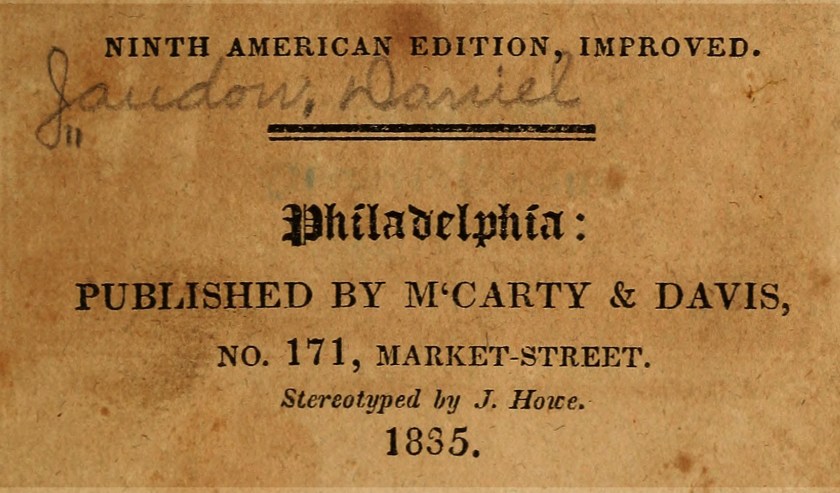 NINTH AMERICAN EDITION, IMPROVED.
Jaudon, Daniel
Philadelphia:
PUBLISHED BY M‘CARTY & DAVIS,
NO. 171, MARKET-STREET.
Stereotyped by J. Howe.
1835.